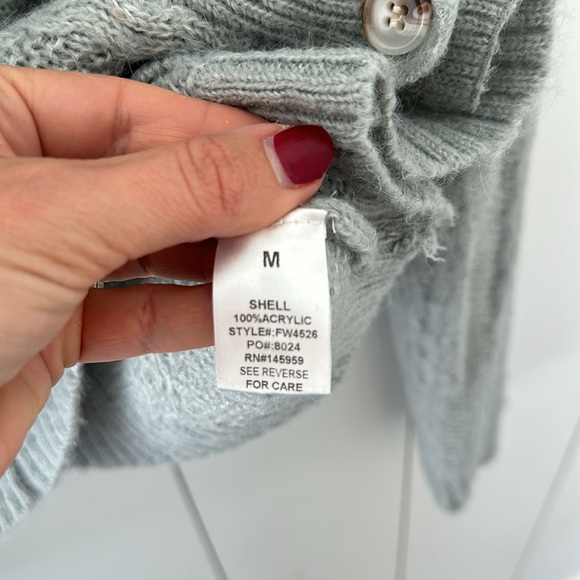 M
SHELL
100%ACRYLIC
STYLE#:FW4526
PO#:8024
RN#145959
SEE REVERSE
FOR CARE